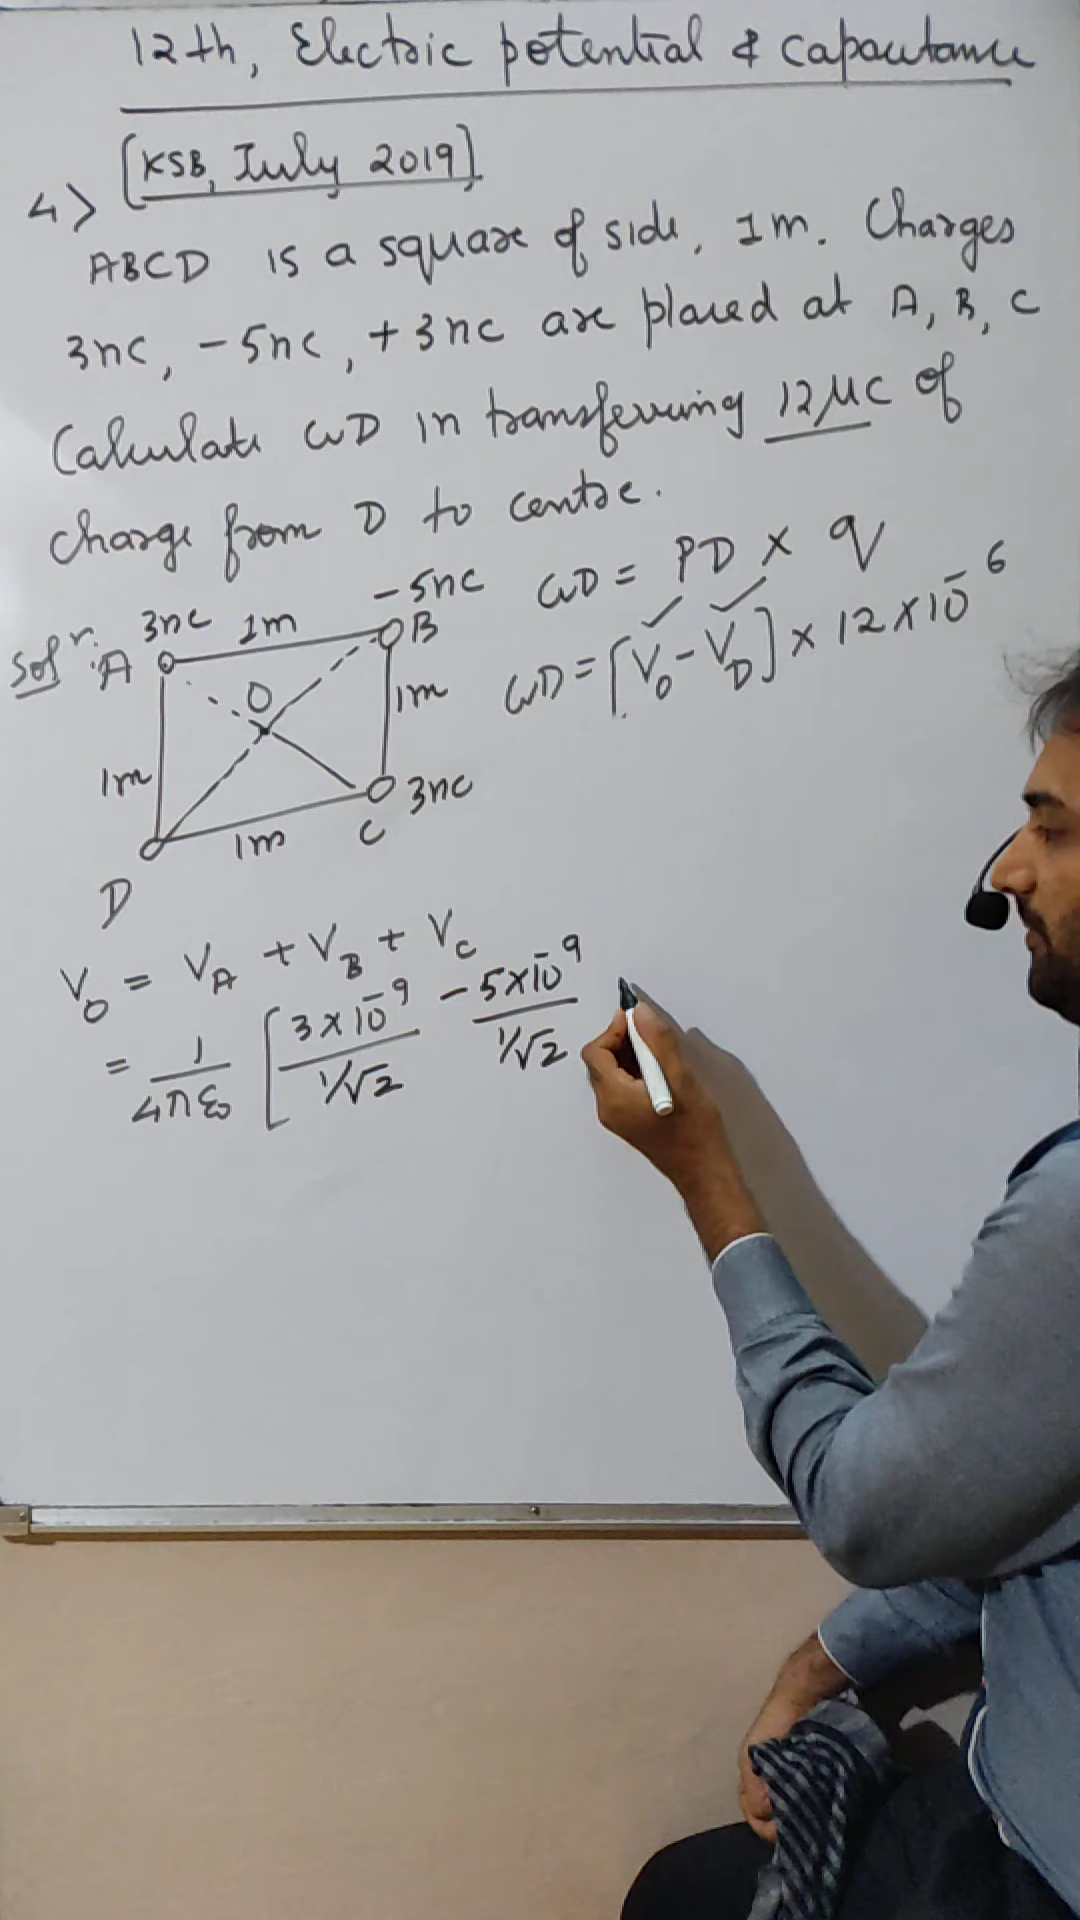 12th, Electric potential & capacitance
[KSB, July 2019]
4> ABCD is a square of side, 1m. Charges
3nc, -5nc, +3nc are placed at A, B, C
Calculate WD in transferring 12μC of
charge from D to centre.
WD = PD × q
WD = [V₀ - V_D] × 12 × 10⁻⁶
Solⁿ:
3nc 1m -5nc
A B
O
1m 1m
3nc
1m C
D
V₀ = V_A + V_B + V_C
= 1/4πε₀ [ 3×10⁻⁹/1/√2 - 5×10⁻⁹/1/√2